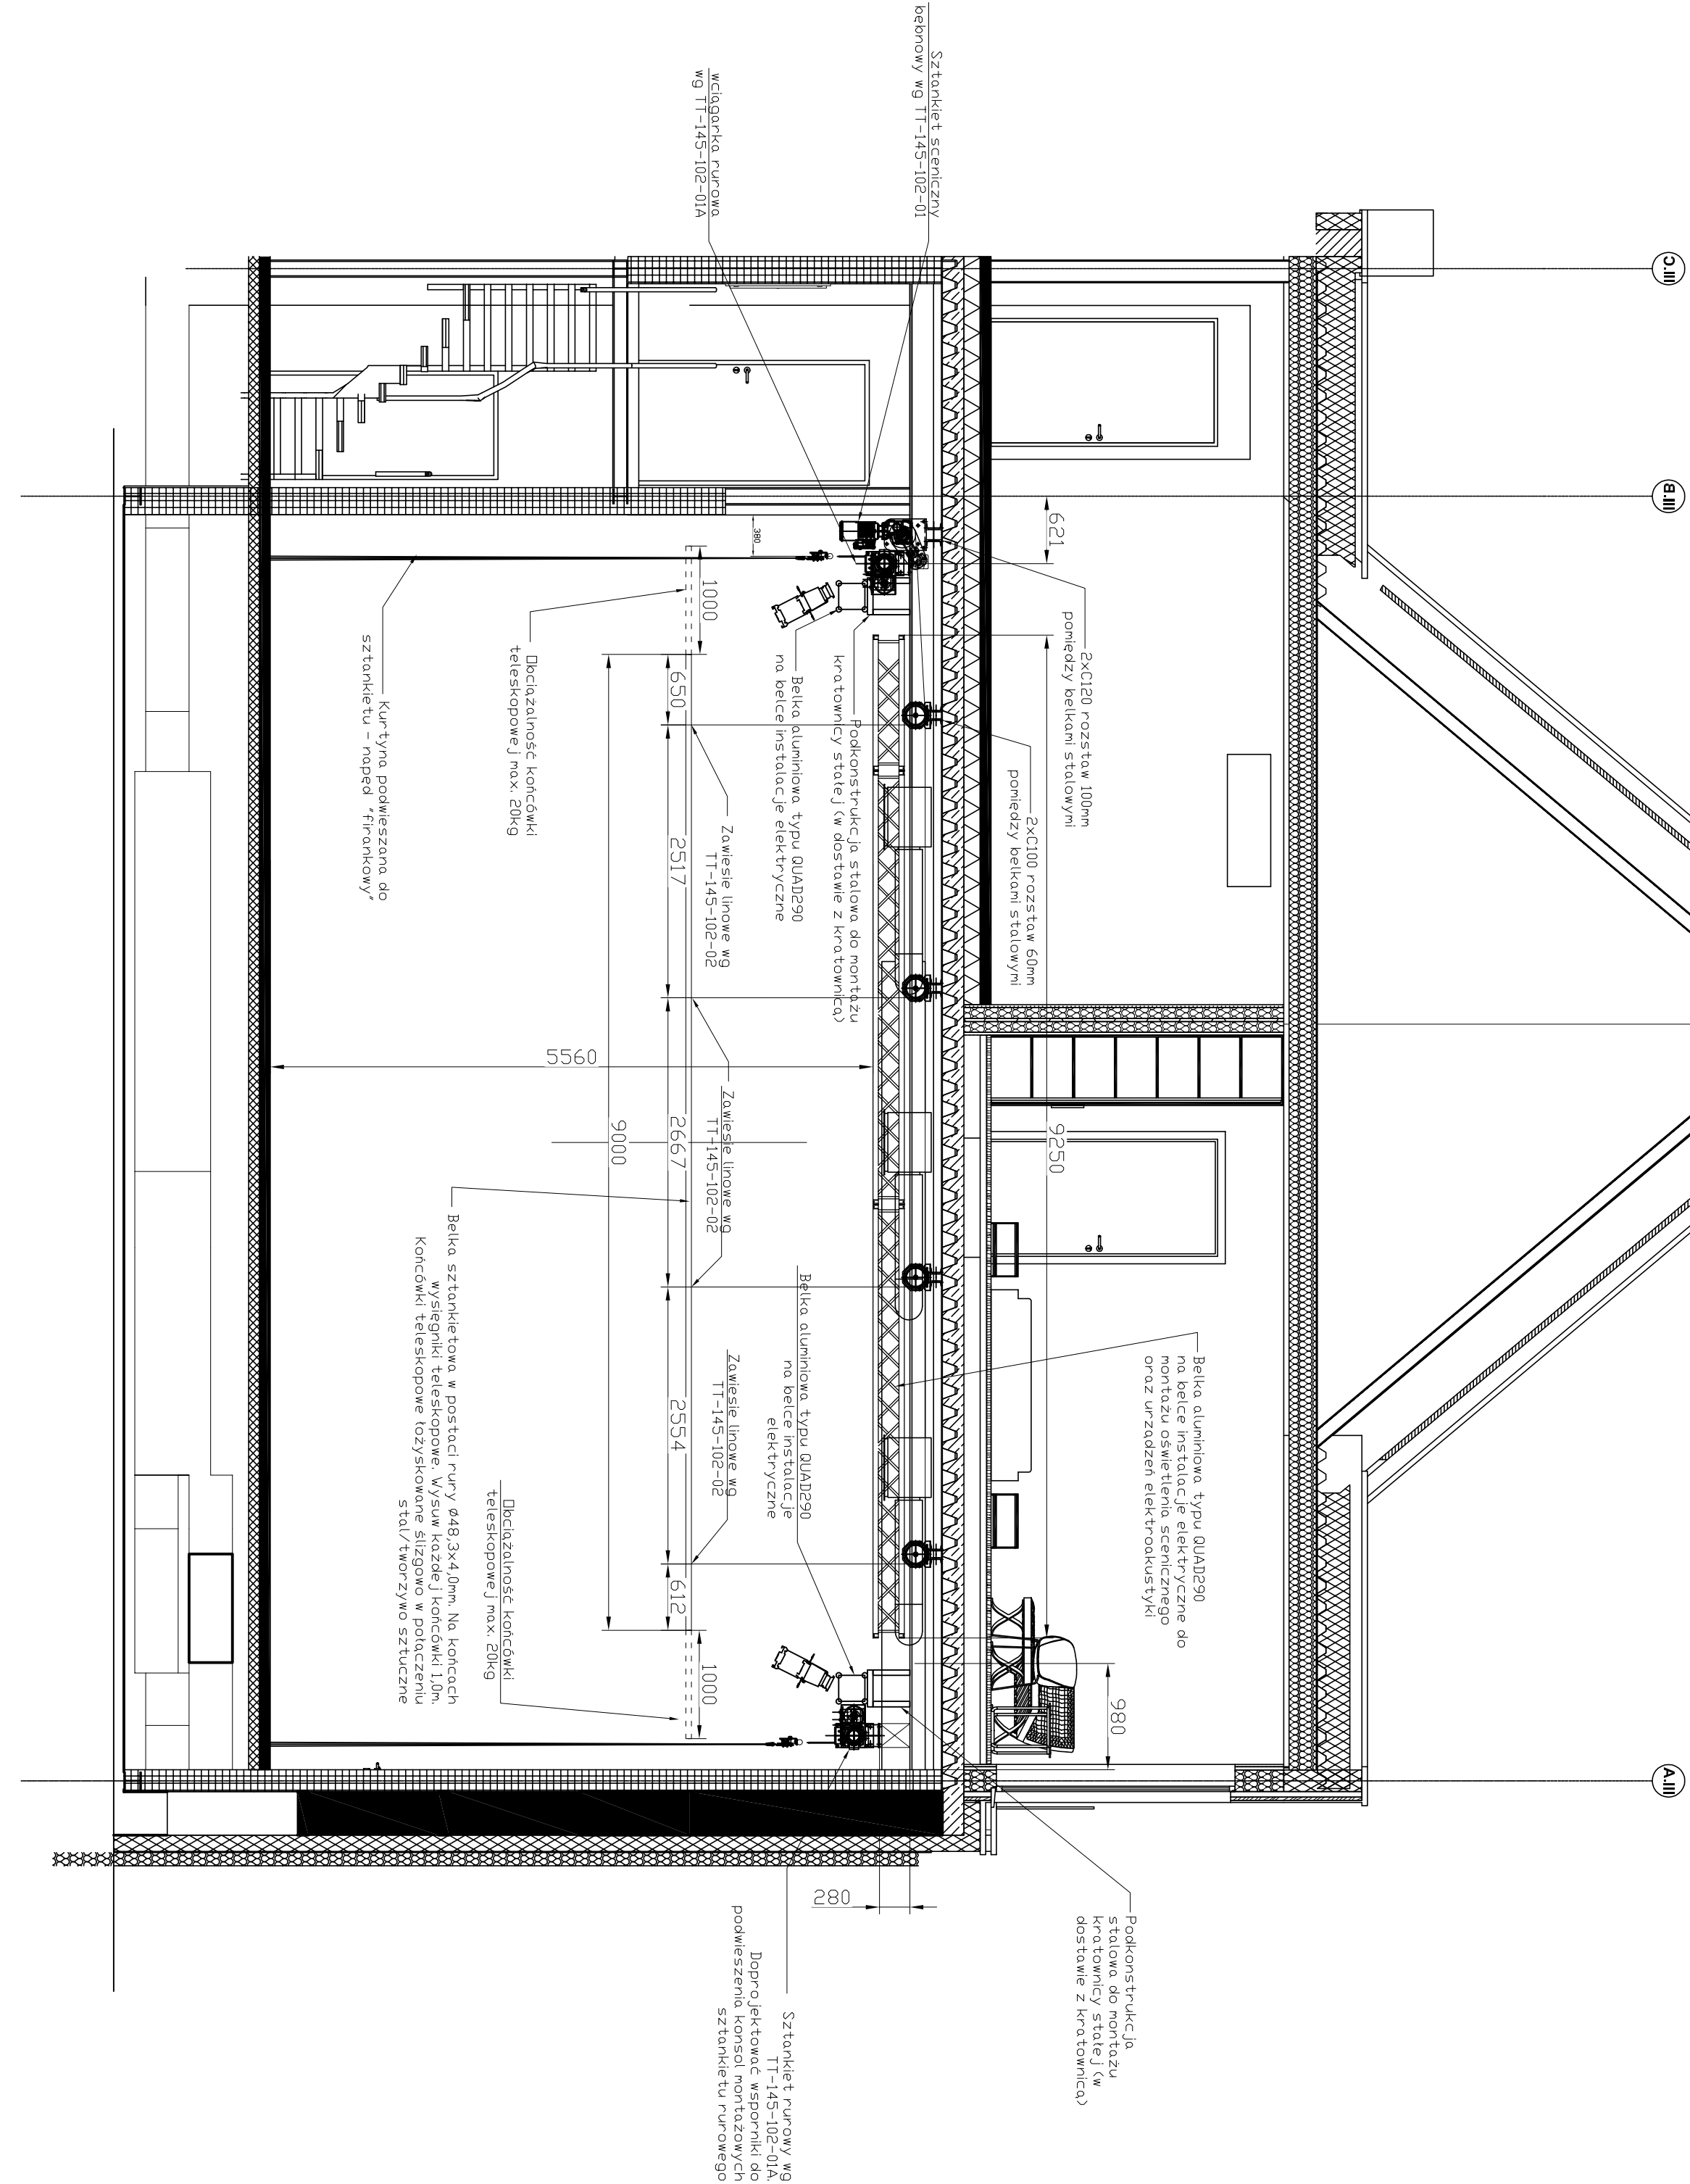 C.III
B.III
A.III
Sztankiet sceniczny
bębnowy wg TT-145-102-01
wciągarka rurowa
wg TT-145-102-01A
621
380
2xC120 rozstaw 100mm
pomiędzy belkami stalowymi
2xC100 rozstaw 60mm
pomiędzy belkami stalowymi
Podkonstrukcja stalowa do montażu
kratownicy stałej (w dostawie z kratownicą)
Belka aluminiowa typu QUAD290
na belce instalacje elektryczne
1000
650
2517
2667
2554
612
1000
9000
9250
980
5560
280
Zawiesie linowe wg
TT-145-102-02
Zawiesie linowe wg
TT-145-102-02
Zawiesie linowe wg
TT-145-102-02
Obciążalność końcówki
teleskopowej max. 20kg
Kurtyna podwieszana do
sztankietu - napęd "firankowy"
Belka aluminiowa typu QUAD290
na belce instalacje elektryczne do
montażu oświetlenia scenicznego
oraz urządzeń elektroakustyki
Belka aluminiowa typu QUAD290
na belce instalacje
elektryczne
Belka sztankietowa w postaci rury Ø48,3x4,0mm. Na końcach
wysięgniki teleskopowe. Wysuw każdej końcówki 1,0m.
Końcówki teleskopowe łożyskowane ślizgowo w połączeniu
stal/tworzywo sztuczne
Obciążalność końcówki
teleskopowej max. 20kg
Podkonstrukcja
stalowa do montażu
kratownicy stałej (w
dostawie z kratownicą)
Sztankiet rurowy wg
TT-145-102-01A.
Doprojektować wsporniki do
podwieszenia konsol montażowych
sztankietu rurowego